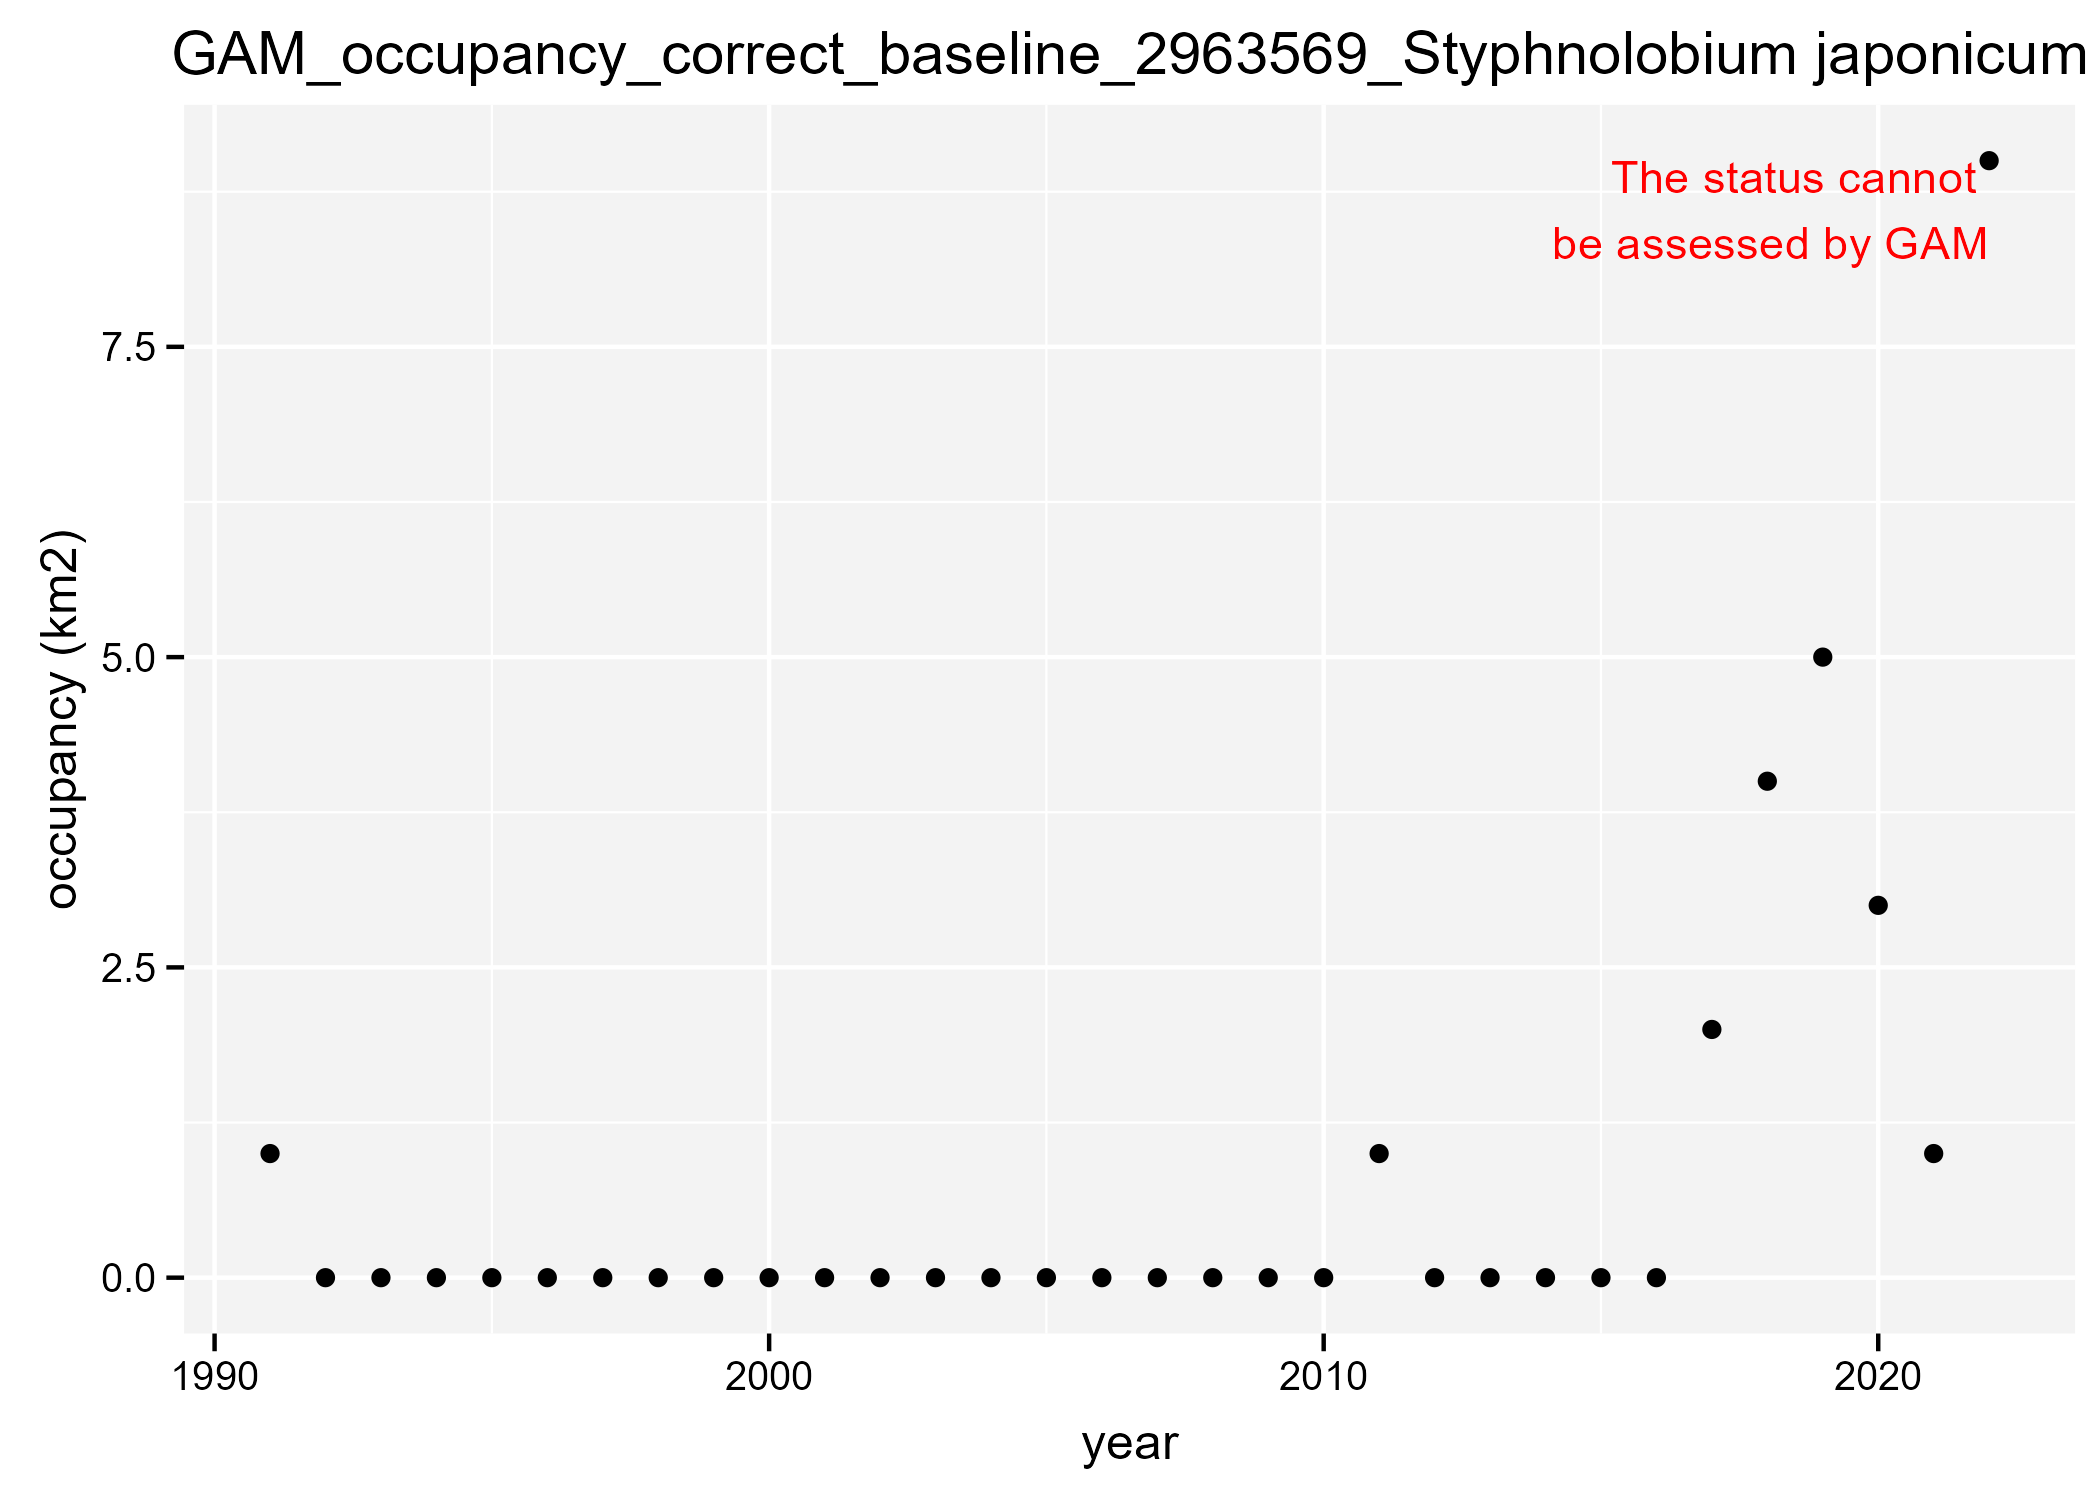 GAM_occupancy_correct_baseline_2963569_Styphnolobium japonicum
The status cannot
be assessed by GAM
7.5
5.0
2.5
0.0
occupancy (km2)
1990
2000
2010
2020
year